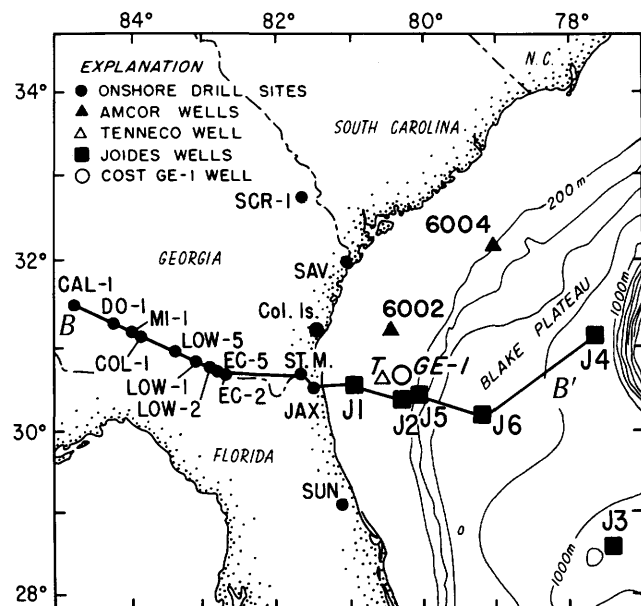 84° 82° 80° 78°
34°
EXPLANATION
● ONSHORE DRILL SITES
▲ AMCOR WELLS
△ TENNECO WELL
■ JOIDES WELLS
○ COST GE-1 WELL
N.C.
SOUTH CAROLINA
SCR-1
200 m
6004
32°
GEORGIA
SAV.
1000m
CAL-1
DO-1
MI-1
Col. Is.
6002
BLAKE PLATEAU
B
LOW-5
COL-1
EC-5
ST.M.
T
GE-1
J4
LOW-1
LOW-2
EC-2
JAX.
J1
J2
J5
J6
B'
30°
FLORIDA
SUN
J3
1000m
28°